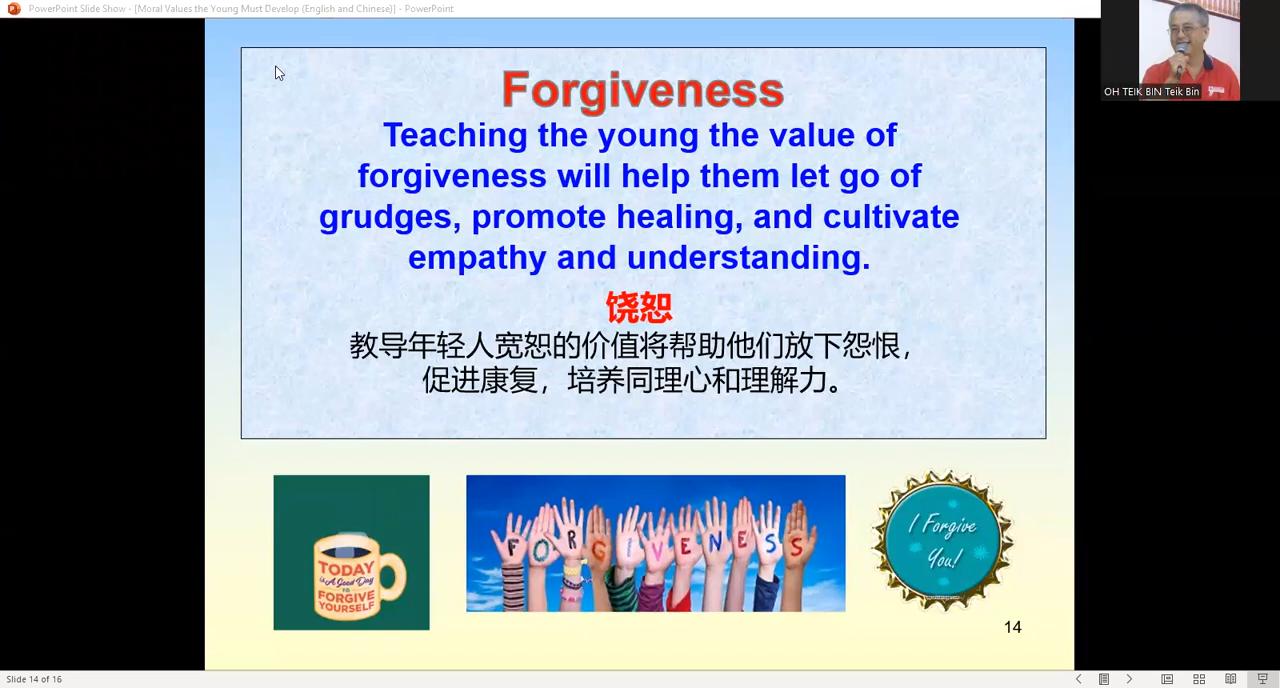 PowerPoint Slide Show - [Moral Values the Young Must Develop (English and Chinese)] - PowerPoint
OH TEIK BIN Teik Bin
Forgiveness
Teaching the young the value of
forgiveness will help them let go of
grudges, promote healing, and cultivate
empathy and understanding.
饶恕
教导年轻人宽恕的价值将帮助他们放下怨恨，
促进康复，培养同理心和理解力。
TODAY
is A Good Day
TO
FORGIVE
YOURSELF
FORGIVENESS
I Forgive
You!
14
Slide 14 of 16